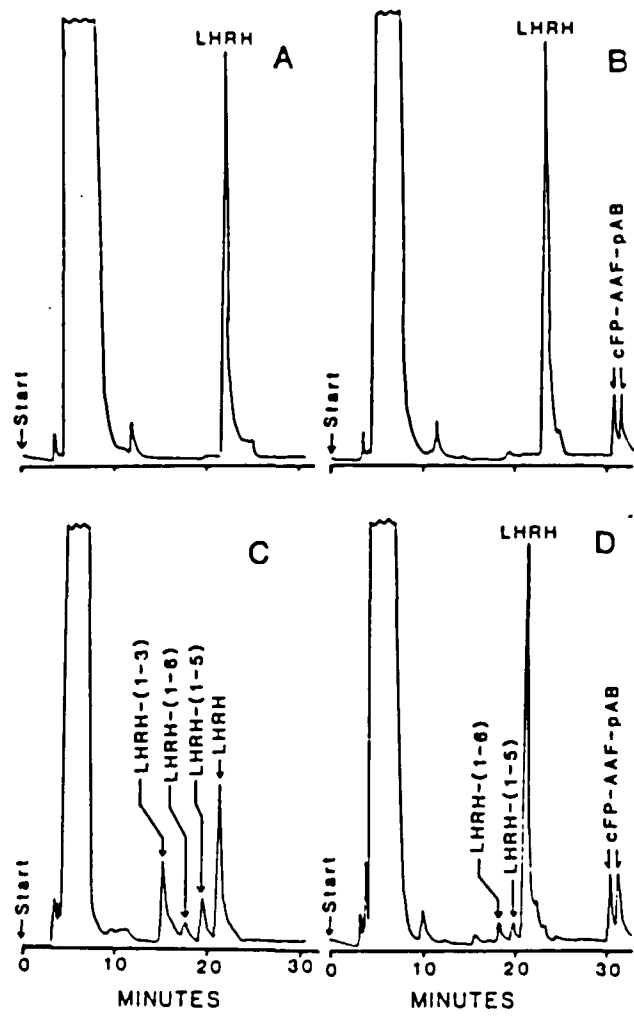 LHRH
A
←Start
LHRH
B
cFP-AAF-pAB
←Start
C
LHRH-(1-3)
LHRH-(1-6)
LHRH-(1-5)
LHRH
←Start
0 10 20 30
MINUTES
LHRH
D
LHRH-(1-6)
LHRH-(1-5)
cFP-AAF-pAB
←Start
0 10 20 30
MINUTES